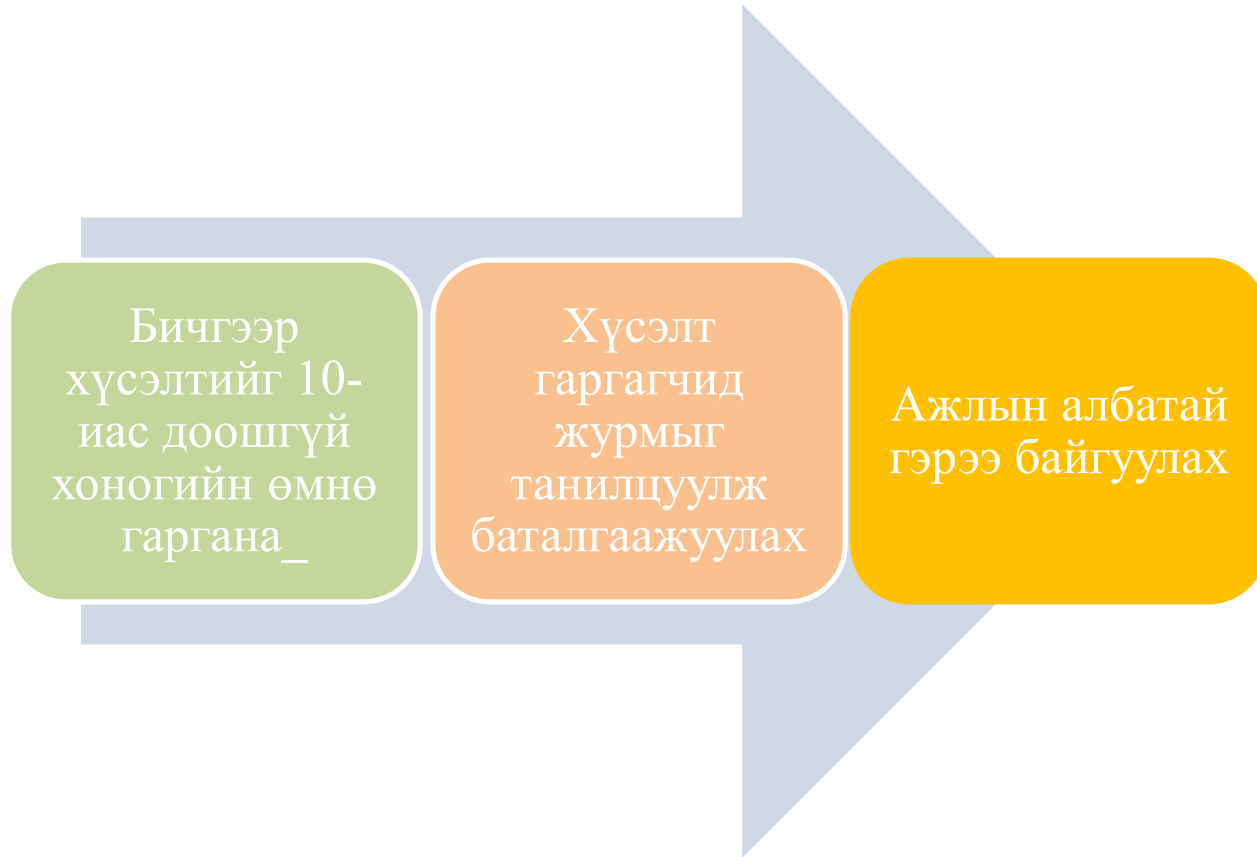 Бичгээр
хүсэлтийг 10-
иас доошгүй
хоногийн өмнө
гаргана_
Хүсэлт
гаргагчид
журмыг
танилцуулж
баталгаажуулах
Ажлын албатай
гэрээ байгуулах